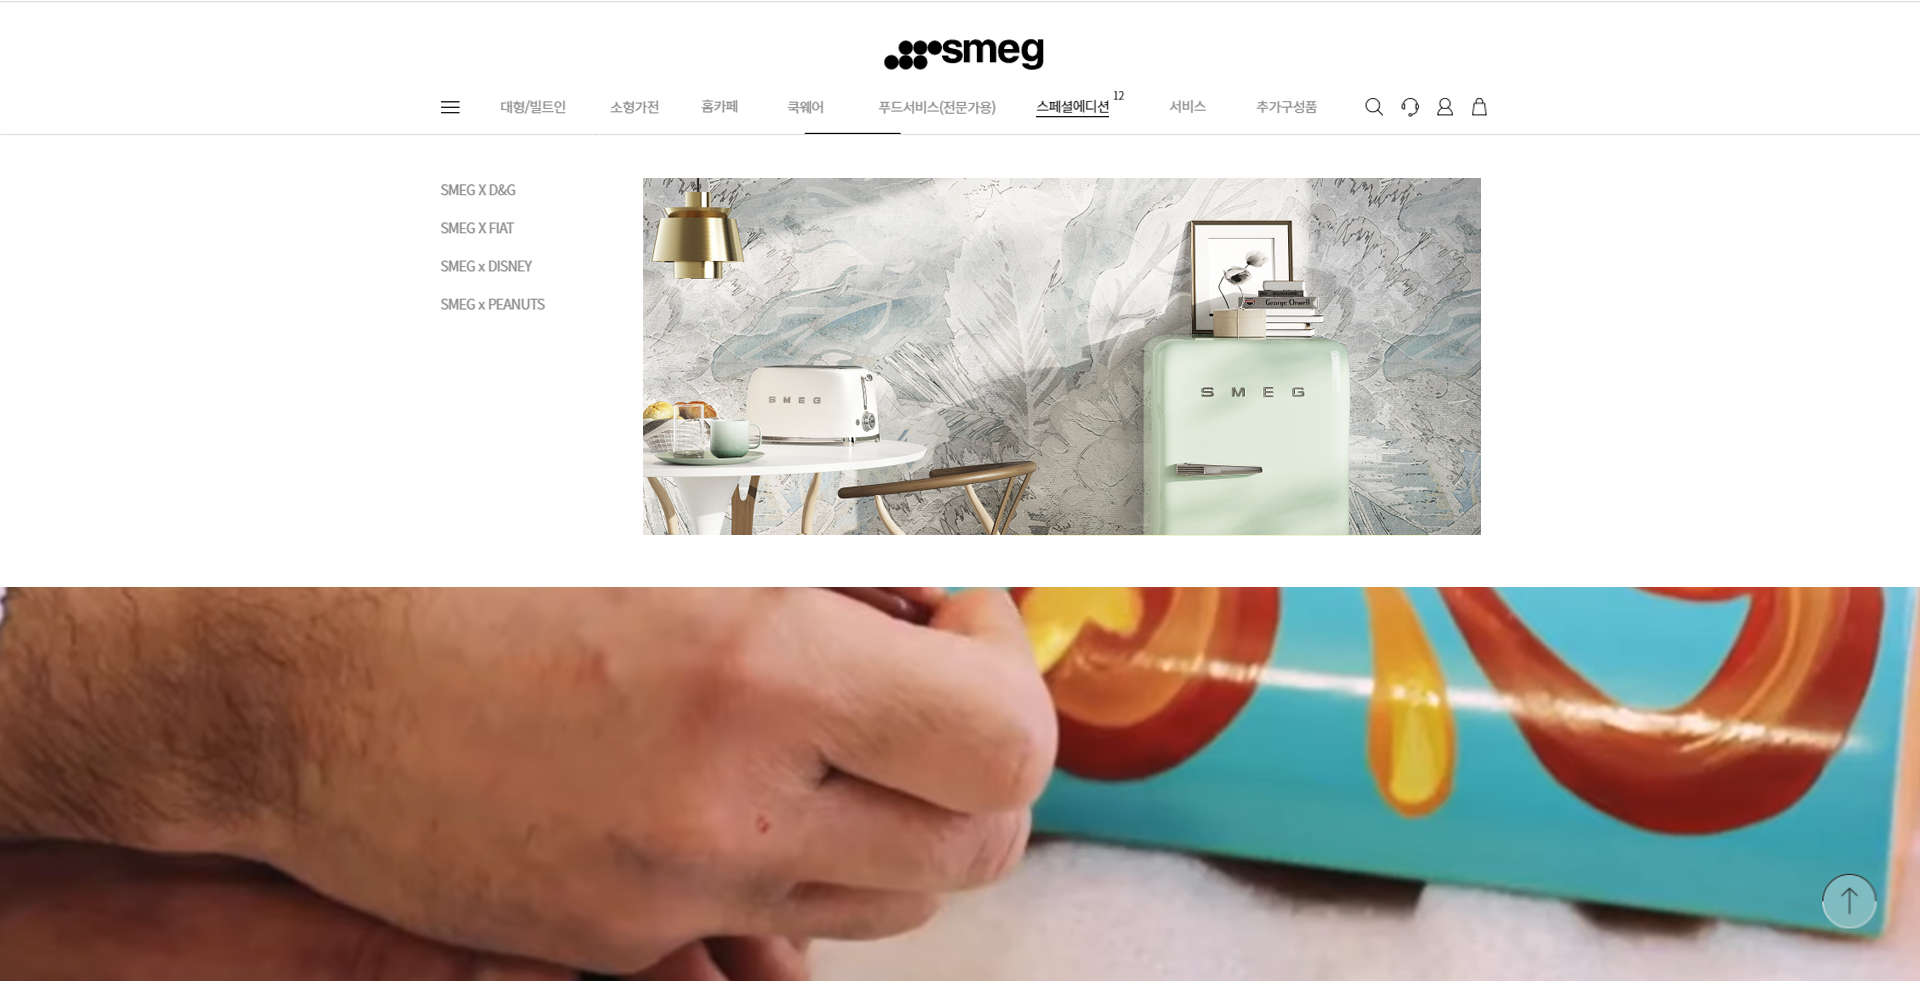 smeg
대형/빌트인
소형가전
홈카페
쿡웨어
푸드서비스(전문가용)
스페셜에디션
12
서비스
추가구성품
SMEG X D&G
SMEG X FIAT
SMEG x DISNEY
SMEG x PEANUTS
George Orwell
SMEG
SMEG